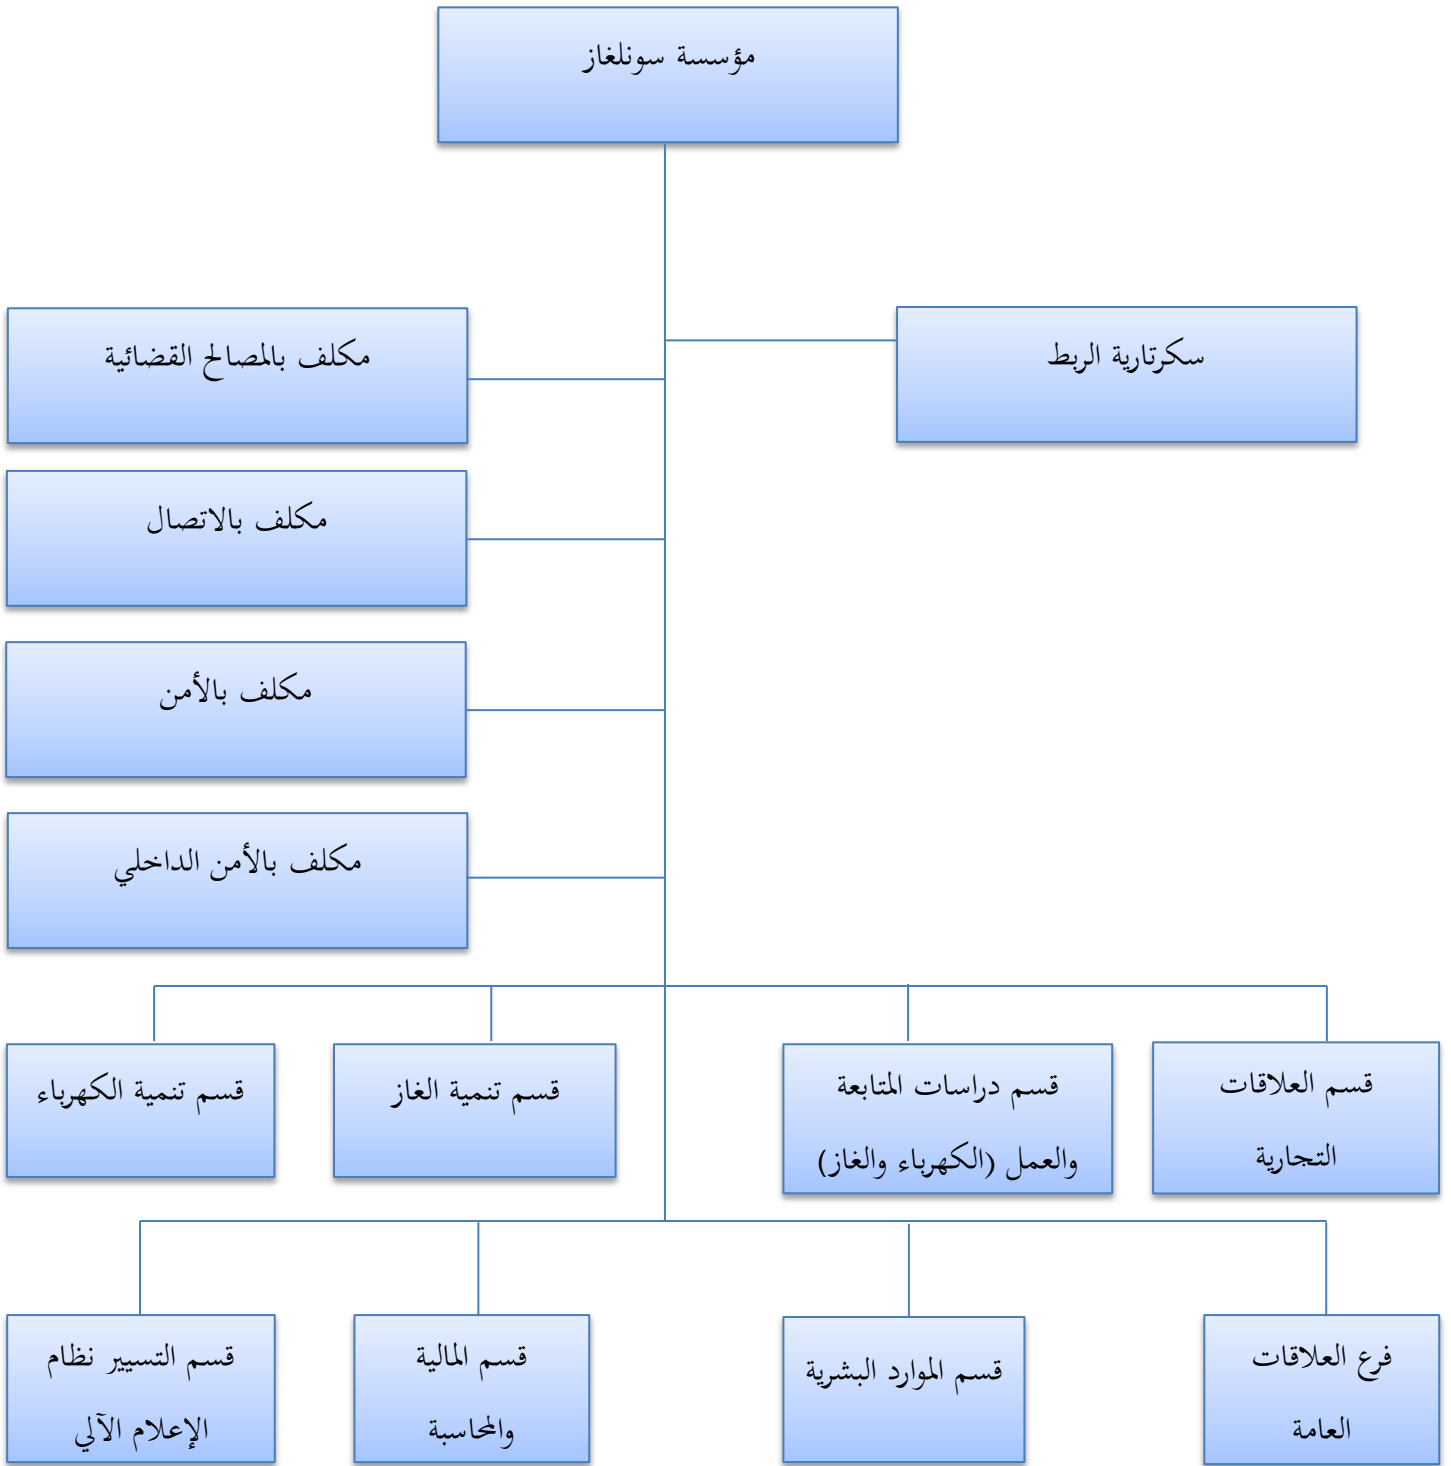 مؤسسة سونلغاز
سكرتارية الربط
مكلف بالمصالح القضائية
مكلف بالاتصال
مكلف بالأمن
مكلف بالأمن الداخلي
قسم العلاقات
التجارية
قسم دراسات المتابعة
والعمل (الكهرباء والغاز)
قسم تنمية الغاز
قسم تنمية الكهرباء
فرع العلاقات
العامة
قسم الموارد البشرية
قسم المالية
والمحاسبة
قسم التسيير نظام
الإعلام الآلي